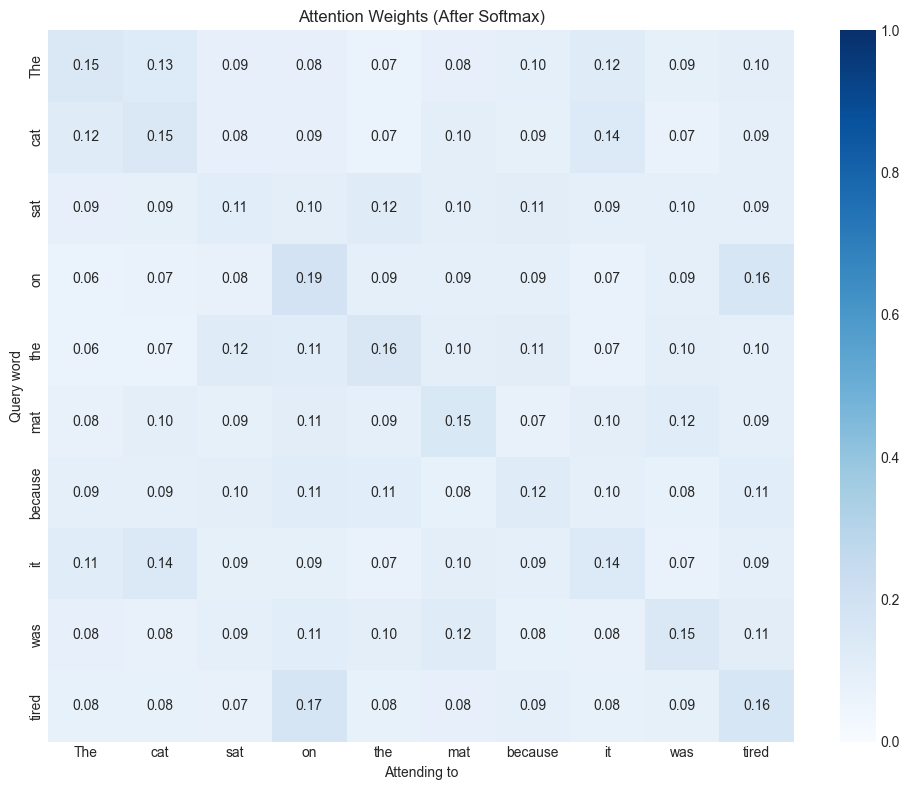 Attention Weights (After Softmax)
The 0.15 0.13 0.09 0.08 0.07 0.08 0.10 0.12 0.09 0.10
cat 0.12 0.15 0.08 0.09 0.07 0.10 0.09 0.14 0.07 0.09
sat 0.09 0.09 0.11 0.10 0.12 0.10 0.11 0.09 0.10 0.09
on 0.06 0.07 0.08 0.19 0.09 0.09 0.09 0.07 0.09 0.16
the 0.06 0.07 0.12 0.11 0.16 0.10 0.11 0.07 0.10 0.10
mat 0.08 0.10 0.09 0.11 0.09 0.15 0.07 0.10 0.12 0.09
because 0.09 0.09 0.10 0.11 0.11 0.08 0.12 0.10 0.08 0.11
it 0.11 0.14 0.09 0.09 0.07 0.10 0.09 0.14 0.07 0.09
was 0.08 0.08 0.09 0.11 0.10 0.12 0.08 0.08 0.15 0.11
tired 0.08 0.08 0.07 0.17 0.08 0.08 0.09 0.08 0.09 0.16
The cat sat on the mat because it was tired
Attending to
Query word
1.0
0.8
0.6
0.4
0.2
0.0